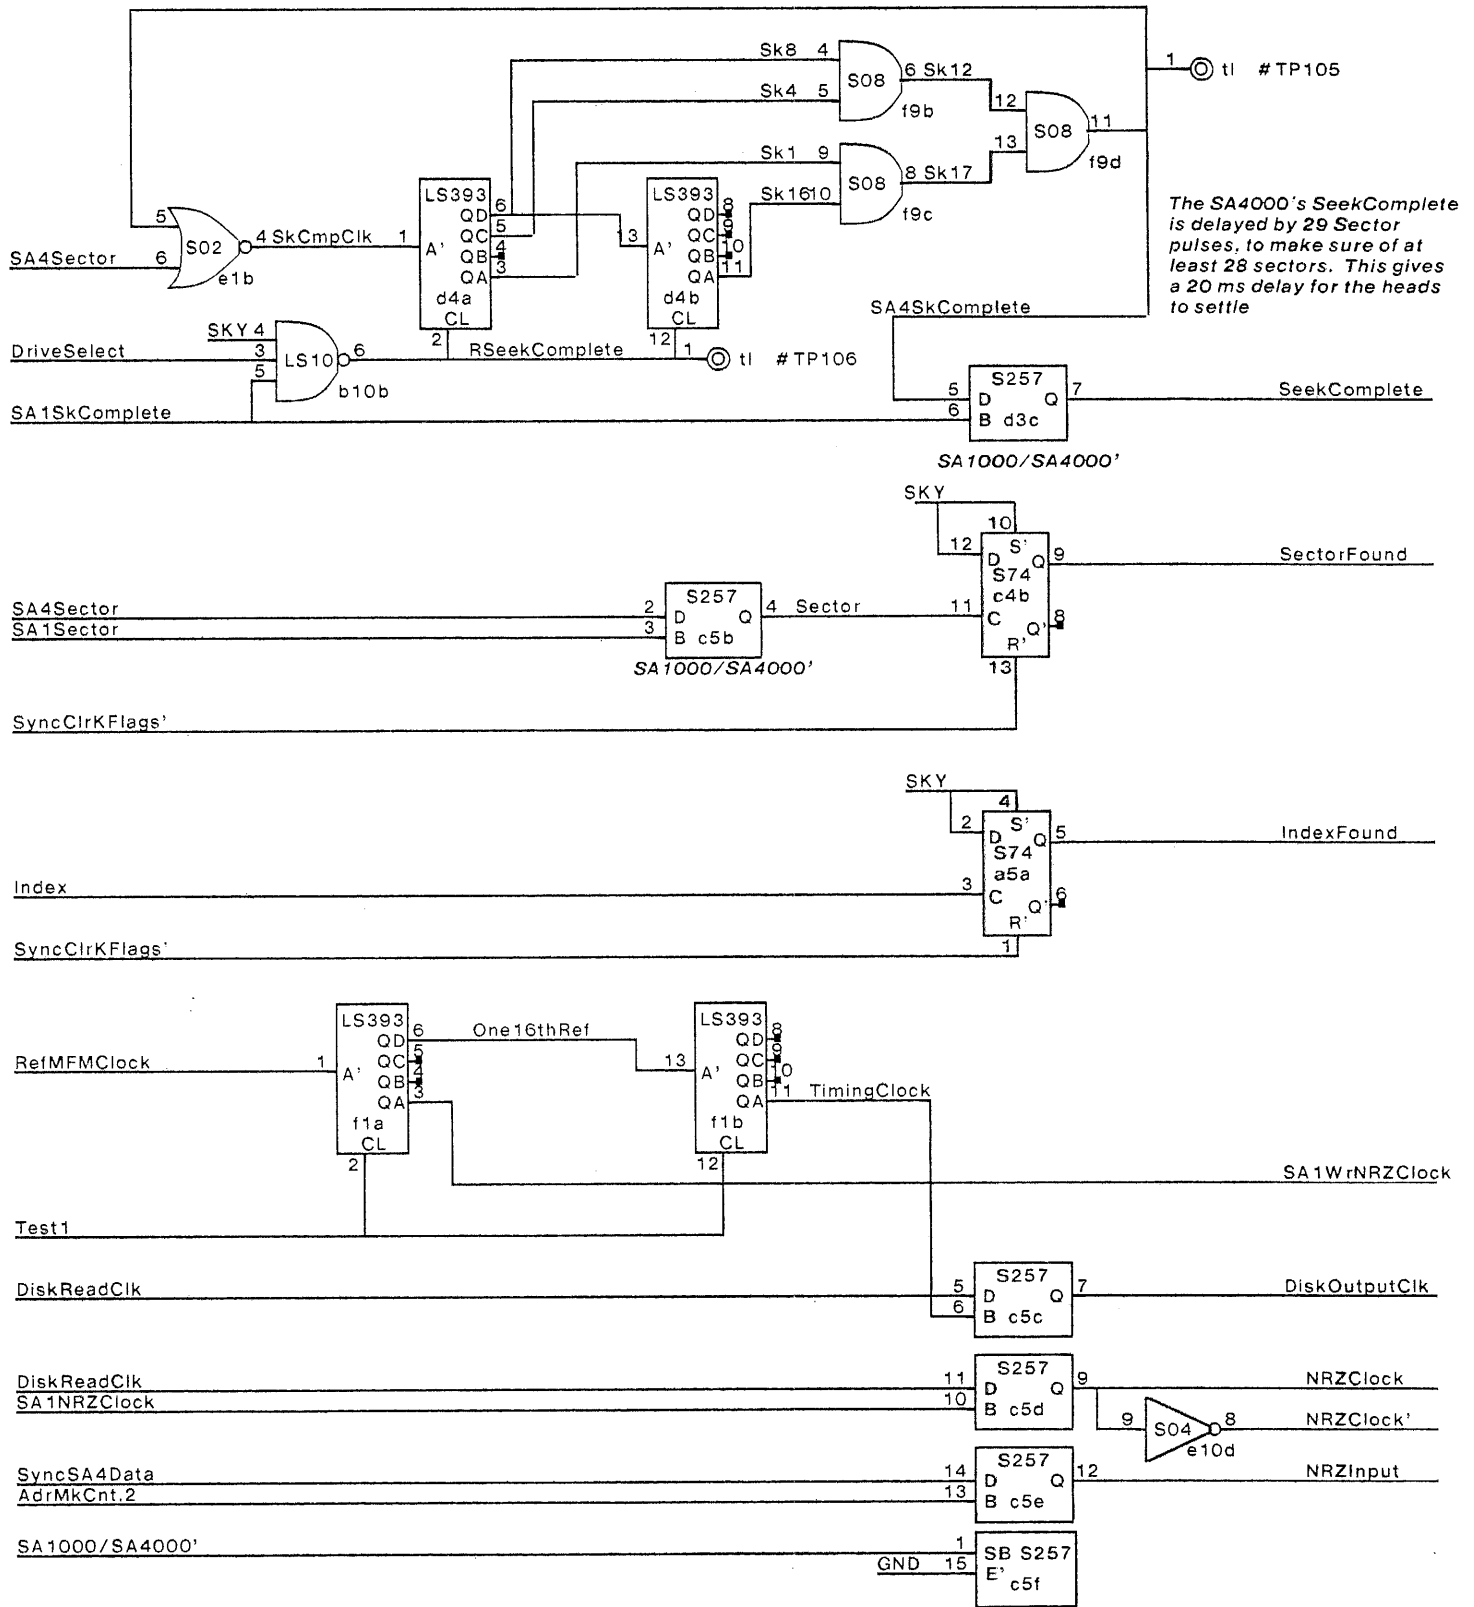 Sk8 4
1 tl #TP105
S08
6 Sk12
Sk4 5
f9b
12
S08
11
13
f9d
Sk1 9
S08
8 Sk17
Sk16 10
f9c
LS393
QD 6
QC 5
QB 4
QA 3
A'
d4a
CL
2
LS393
QD 8
QC 9
QB 10
QA 11
13
A'
d4b
CL
12
The SA4000's SeekComplete
is delayed by 29 Sector
pulses, to make sure of at
least 28 sectors. This gives
a 20 ms delay for the heads
to settle
5
S02
4 SkCmpClk
1
SA4Sector
6
e1b
SA4SkComplete
SKY 4
DriveSelect
3
LS10
6
RSeekComplete
1
tl #TP106
5
b10b
SA1SkComplete
S257
5 D Q 7
SeekComplete
6 B d3c
SA1000/SA4000'
SKY
10
12
S'
D Q 9
SectorFound
S74
c4b
SA4Sector
2
S257
D Q 4
Sector
11
C
SA1Sector
3
B c5b
Q' 8
R'
SA1000/SA4000'
13
SyncClrKFlags'
SKY
4
2
S'
D Q 5
IndexFound
S74
a5a
Index
3
C
Q' 6
R'
SyncClrKFlags'
1
LS393
QD 6
One16thRef
RefMFMClock
1
A'
QC 5
QB 4
QA 3
f1a
CL
2
LS393
QD 8
QC 9
13
A'
QB 10
QA 11
TimingClock
f1b
CL
12
SA1WrNRZClock
Test1
S257
DiskReadClk
5 D Q 7
DiskOutputClk
6 B c5c
S257
DiskReadClk
11 D Q 9
NRZClock
SA1NRZClock
10 B c5d
9
S04
8
NRZClock'
e10d
S257
SyncSA4Data
14 D Q 12
NRZInput
AdrMkCnt.2
13 B c5e
SA1000/SA4000'
1
SB S257
GND 15
E'
c5f